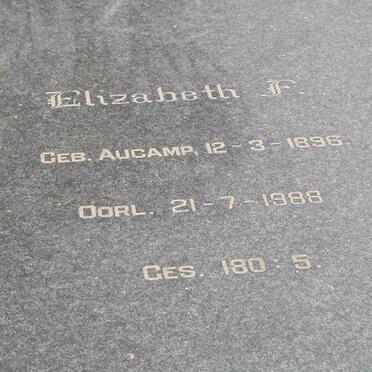 Elizabeth F.
GEB. AUCAMP, 12-3-1896.
OORL. 21-7-1988
GES. 180:5.